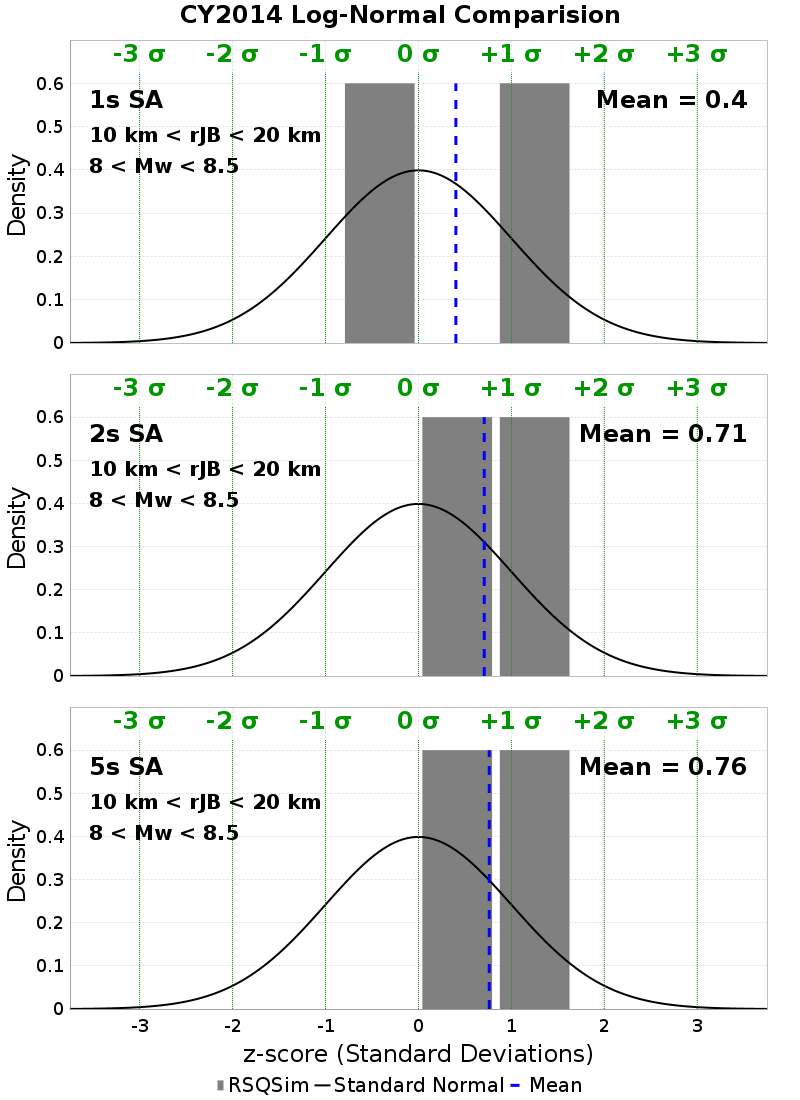 CY2014 Log-Normal Comparision
-3 σ -2 σ -1 σ 0 σ +1 σ +2 σ +3 σ
1s SA
Mean = 0.4
10 km < rJB < 20 km
8 < Mw < 8.5
0.6
0.5
0.4
0.3
0.2
0.1
0
Density
-3 σ -2 σ -1 σ 0 σ +1 σ +2 σ +3 σ
2s SA
Mean = 0.71
10 km < rJB < 20 km
8 < Mw < 8.5
0.6
0.5
0.4
0.3
0.2
0.1
0
Density
-3 σ -2 σ -1 σ 0 σ +1 σ +2 σ +3 σ
5s SA
Mean = 0.76
10 km < rJB < 20 km
8 < Mw < 8.5
0.6
0.5
0.4
0.3
0.2
0.1
0
Density
-3 -2 -1 0 1 2 3
z-score (Standard Deviations)
RSQSim Standard Normal Mean